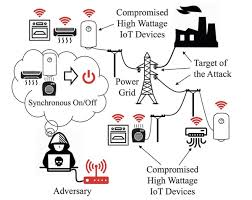 Compromised
High Wattage
IoT Devices
Power
Grid
Target of
the Attack
Synchronous On/Off
Compromised
High Wattage
IoT Devices
Adversary